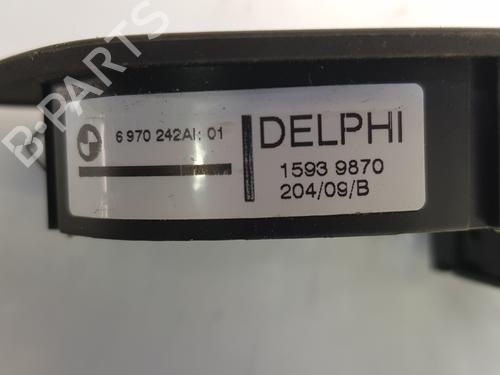 B-PARTS
6 970 242AI; 01
DELPHI
1593 9870
204/09/B